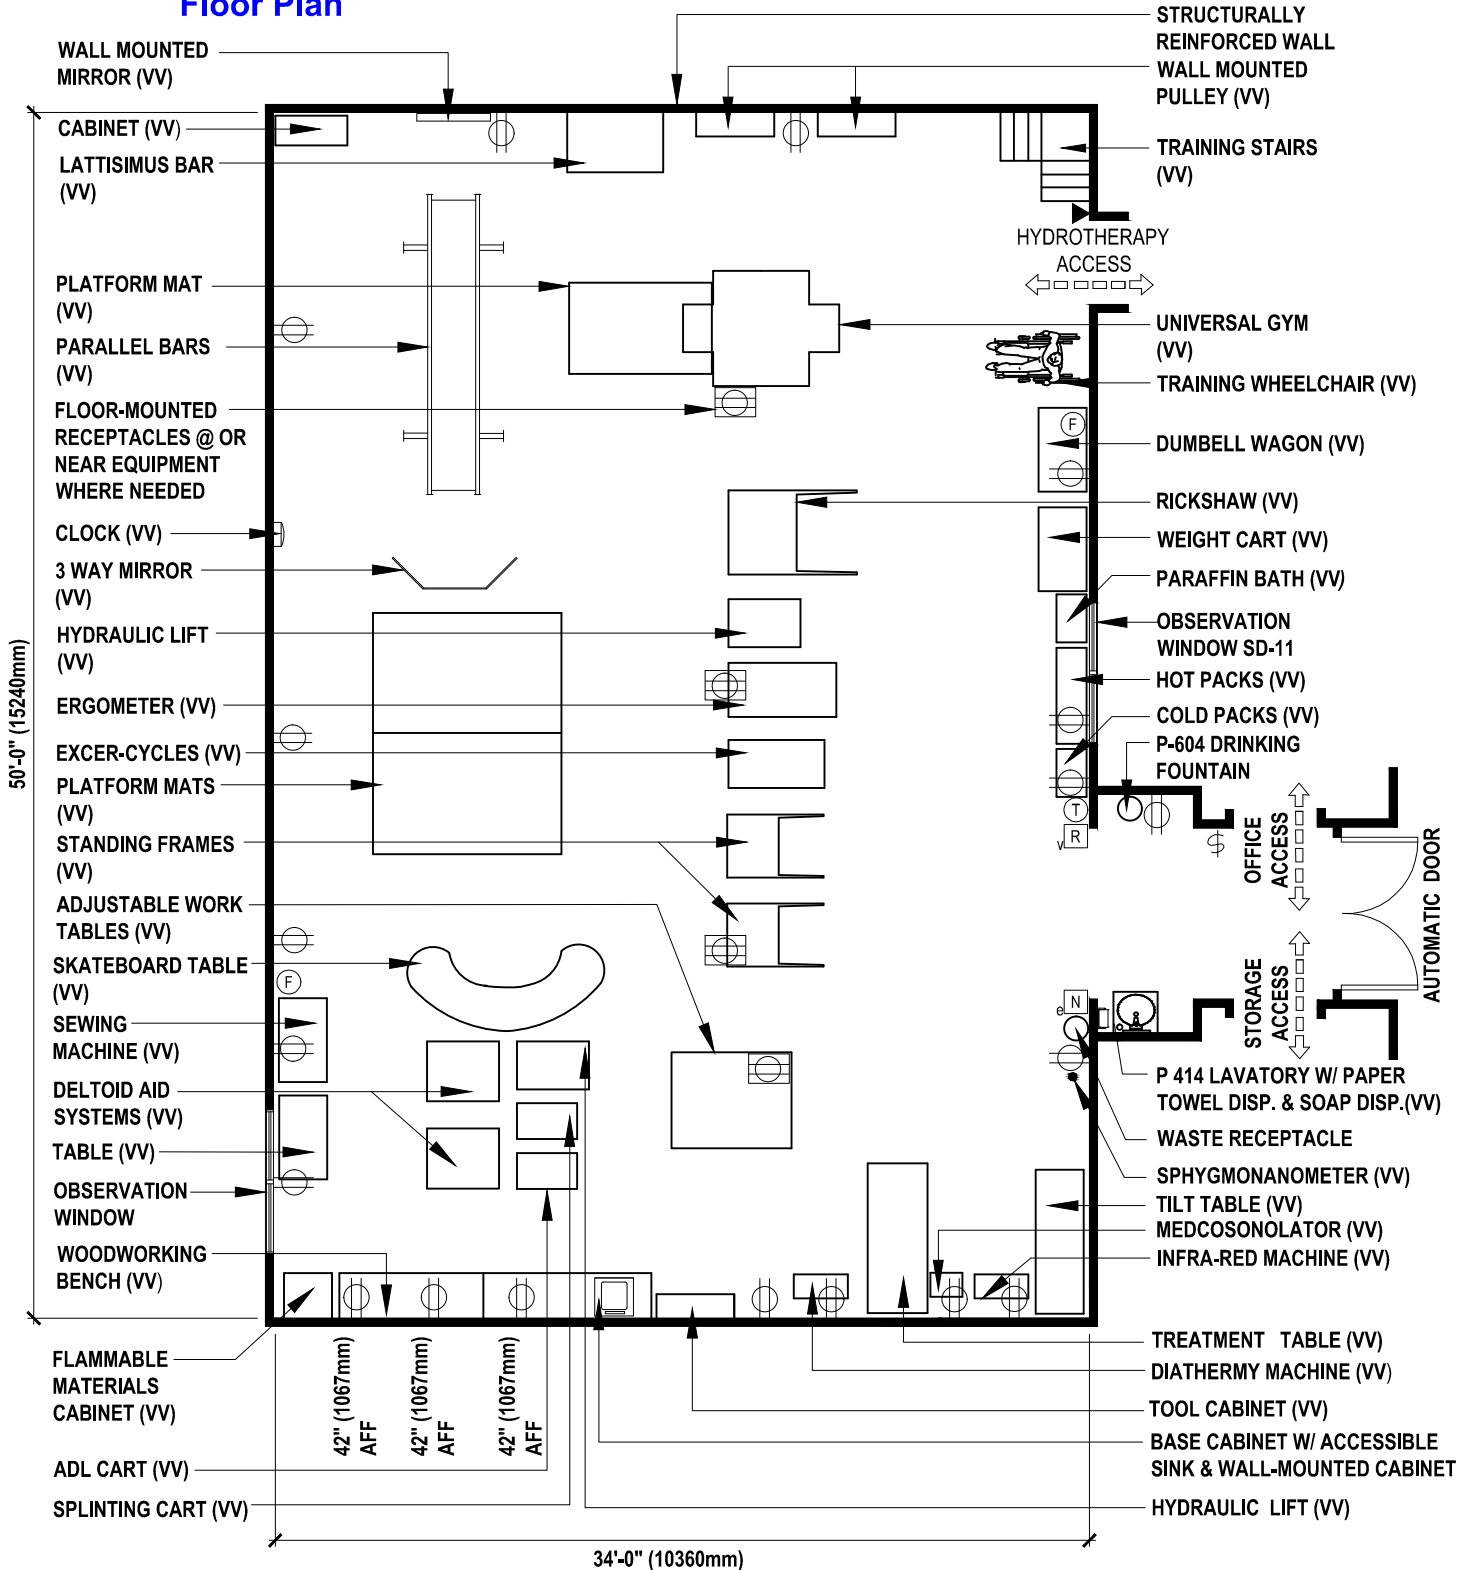 Floor Plan
WALL MOUNTED
MIRROR (VV)
CABINET (VV)
LATTISIMUS BAR
(VV)
PLATFORM MAT
(VV)
PARALLEL BARS
(VV)
FLOOR-MOUNTED
RECEPTACLES @ OR
NEAR EQUIPMENT
WHERE NEEDED
CLOCK (VV)
3 WAY MIRROR
(VV)
HYDRAULIC LIFT
(VV)
ERGOMETER (VV)
EXCER-CYCLES (VV)
PLATFORM MATS
(VV)
STANDING FRAMES
(VV)
ADJUSTABLE WORK
TABLES (VV)
SKATEBOARD TABLE
(VV)
SEWING
MACHINE (VV)
DELTOID AID
SYSTEMS (VV)
TABLE (VV)
OBSERVATION
WINDOW
WOODWORKING
BENCH (VV)
FLAMMABLE
MATERIALS
CABINET (VV)
ADL CART (VV)
SPLINTING CART (VV)
50'-0" (15240mm)
42" (1067mm)
AFF
42" (1067mm)
AFF
42" (1067mm)
AFF
34'-0" (10360mm)
F
HYDROTHERAPY
ACCESS
F
T
v R
e N
OFFICE
ACCESS
STORAGE
ACCESS
AUTOMATIC DOOR
STRUCTURALLY
REINFORCED WALL
WALL MOUNTED
PULLEY (VV)
TRAINING STAIRS
(VV)
UNIVERSAL GYM
(VV)
TRAINING WHEELCHAIR (VV)
DUMBELL WAGON (VV)
RICKSHAW (VV)
WEIGHT CART (VV)
PARAFFIN BATH (VV)
OBSERVATION
WINDOW SD-11
HOT PACKS (VV)
COLD PACKS (VV)
P-604 DRINKING
FOUNTAIN
P 414 LAVATORY W/ PAPER
TOWEL DISP. & SOAP DISP.(VV)
WASTE RECEPTACLE
SPHYGMONANOMETER (VV)
TILT TABLE (VV)
MEDCOSONOLATOR (VV)
INFRA-RED MACHINE (VV)
TREATMENT TABLE (VV)
DIATHERMY MACHINE (VV)
TOOL CABINET (VV)
BASE CABINET W/ ACCESSIBLE
SINK & WALL-MOUNTED CABINET
HYDRAULIC LIFT (VV)